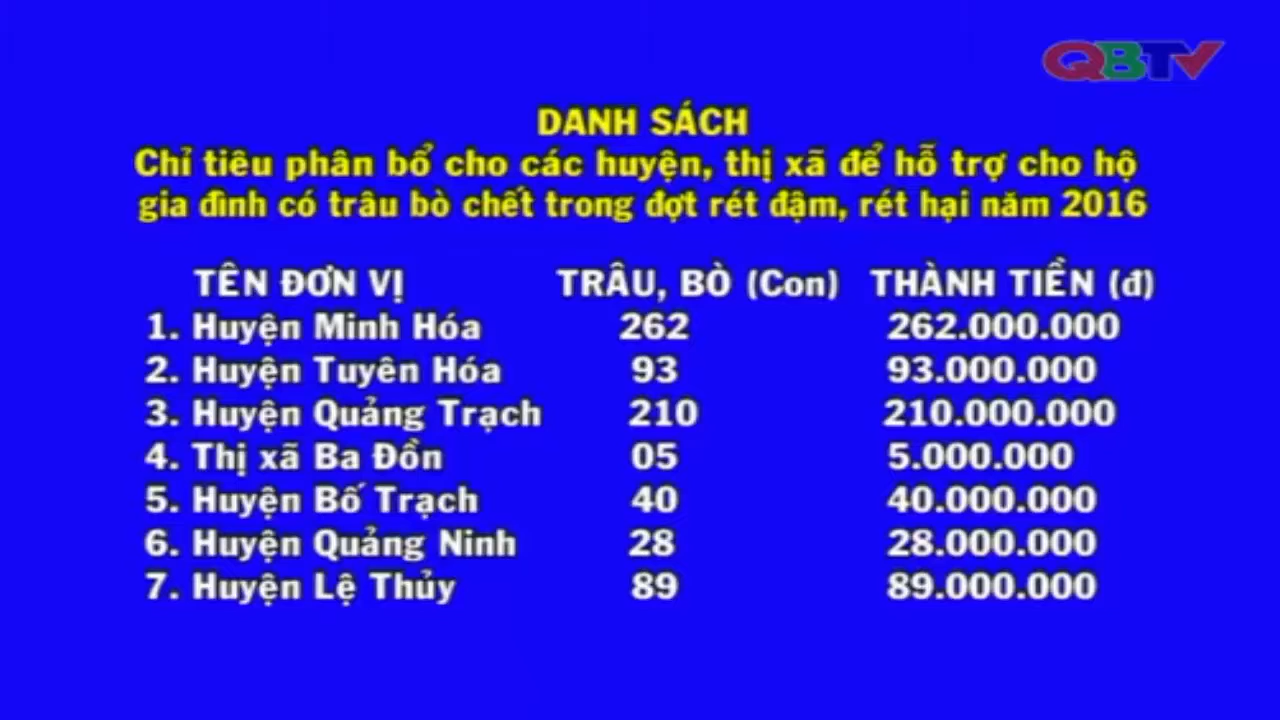 QBTV
DANH SÁCH
Chỉ tiêu phân bổ cho các huyện, thị xã để hỗ trợ cho hộ
gia đình có trâu bò chết trong đợt rét đậm, rét hại năm 2016
TÊN ĐƠN VỊ TRÂU, BÒ (Con) THÀNH TIỀN (đ)
1. Huyện Minh Hóa 262 262.000.000
2. Huyện Tuyên Hóa 93 93.000.000
3. Huyện Quảng Trạch 210 210.000.000
4. Thị xã Ba Đồn 05 5.000.000
5. Huyện Bố Trạch 40 40.000.000
6. Huyện Quảng Ninh 28 28.000.000
7. Huyện Lệ Thủy 89 89.000.000